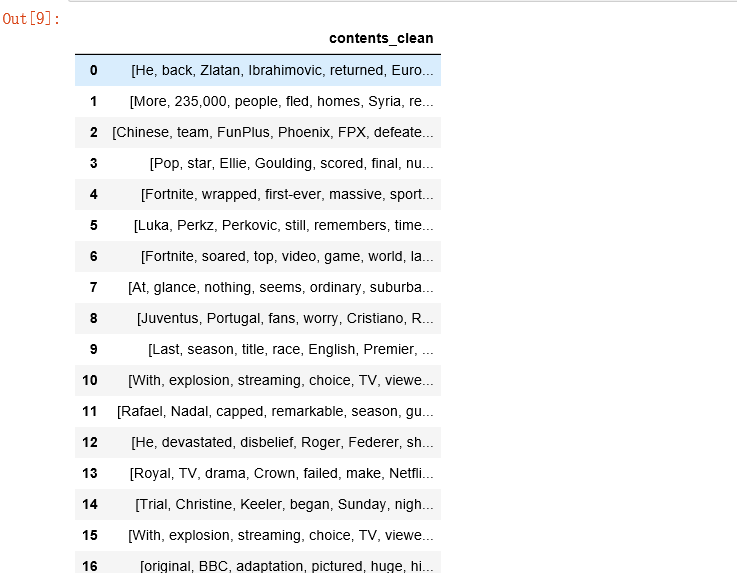 Out[9]:
contents_clean
0 [He, back, Zlatan, Ibrahimovic, returned, Euro...
1 [More, 235,000, people, fled, homes, Syria, re...
2 [Chinese, team, FunPlus, Phoenix, FPX, defeate...
3 [Pop, star, Ellie, Goulding, scored, final, nu...
4 [Fortnite, wrapped, first-ever, massive, sport...
5 [Luka, Perkz, Perkovic, still, remembers, time...
6 [Fortnite, soared, top, video, game, world, la...
7 [At, glance, nothing, seems, ordinary, suburba...
8 [Juventus, Portugal, fans, worry, Cristiano, R...
9 [Last, season, title, race, English, Premier, ...
10 [With, explosion, streaming, choice, TV, viewe...
11 [Rafael, Nadal, capped, remarkable, season, gu...
12 [He, devastated, disbelief, Roger, Federer, sh...
13 [Royal, TV, drama, Crown, failed, make, Netfli...
14 [Trial, Christine, Keeler, began, Sunday, nigh...
15 [With, explosion, streaming, choice, TV, viewe...
16 [original, BBC, adaptation, pictured, huge, hi...